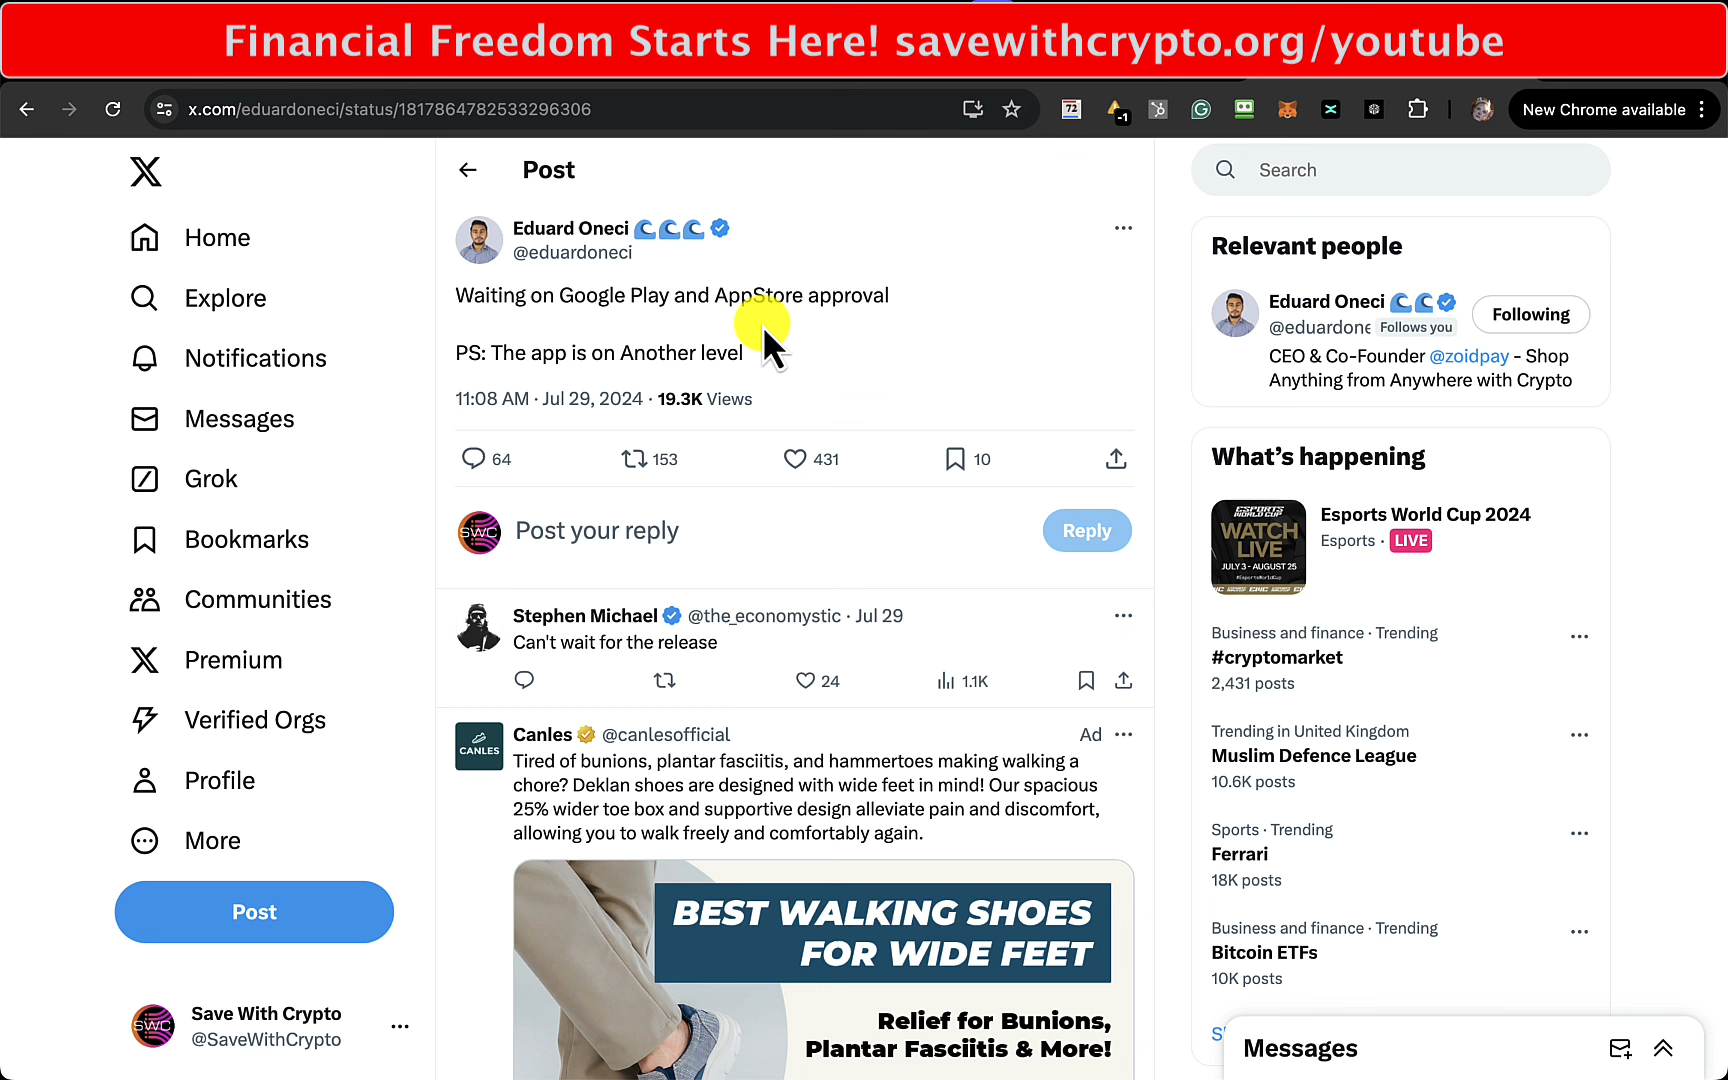 Financial Freedom Starts Here! savewithcrypto.org/youtube
x.com/eduardoneci/status/1817864782533296306
72
-1
New Chrome available
Home
Explore
Notifications
Messages
Grok
Bookmarks
Communities
Premium
Verified Orgs
Profile
More
Post
Save With Crypto
@SaveWithCrypto
SWC
Post
Eduard Oneci
@eduardoneci
Waiting on Google Play and AppStore approval
PS: The app is on Another level
11:08 AM · Jul 29, 2024 · 19.3K Views
64
153
431
10
SWC
Post your reply
Reply
Stephen Michael @the_economystic · Jul 29
Can't wait for the release
24
1.1K
CANLES
Canles @canlesofficial
Ad
Tired of bunions, plantar fasciitis, and hammertoes making walking a
chore? Deklan shoes are designed with wide feet in mind! Our spacious
25% wider toe box and supportive design alleviate pain and discomfort,
allowing you to walk freely and comfortably again.
BEST WALKING SHOES
FOR WIDE FEET
Relief for Bunions,
Plantar Fasciitis & More!
Search
Relevant people
Eduard Oneci
@eduardone
Follows you
Following
CEO & Co-Founder @zoidpay - Shop
Anything from Anywhere with Crypto
What's happening
ESPORTS
WORLD CUP
WATCH
LIVE
JULY 3 - AUGUST 25
#EsportsWorldCup
Esports World Cup 2024
Esports · LIVE
Business and finance · Trending
#cryptomarket
2,431 posts
Trending in United Kingdom
Muslim Defence League
10.6K posts
Sports · Trending
Ferrari
18K posts
Business and finance · Trending
Bitcoin ETFs
10K posts
Messages